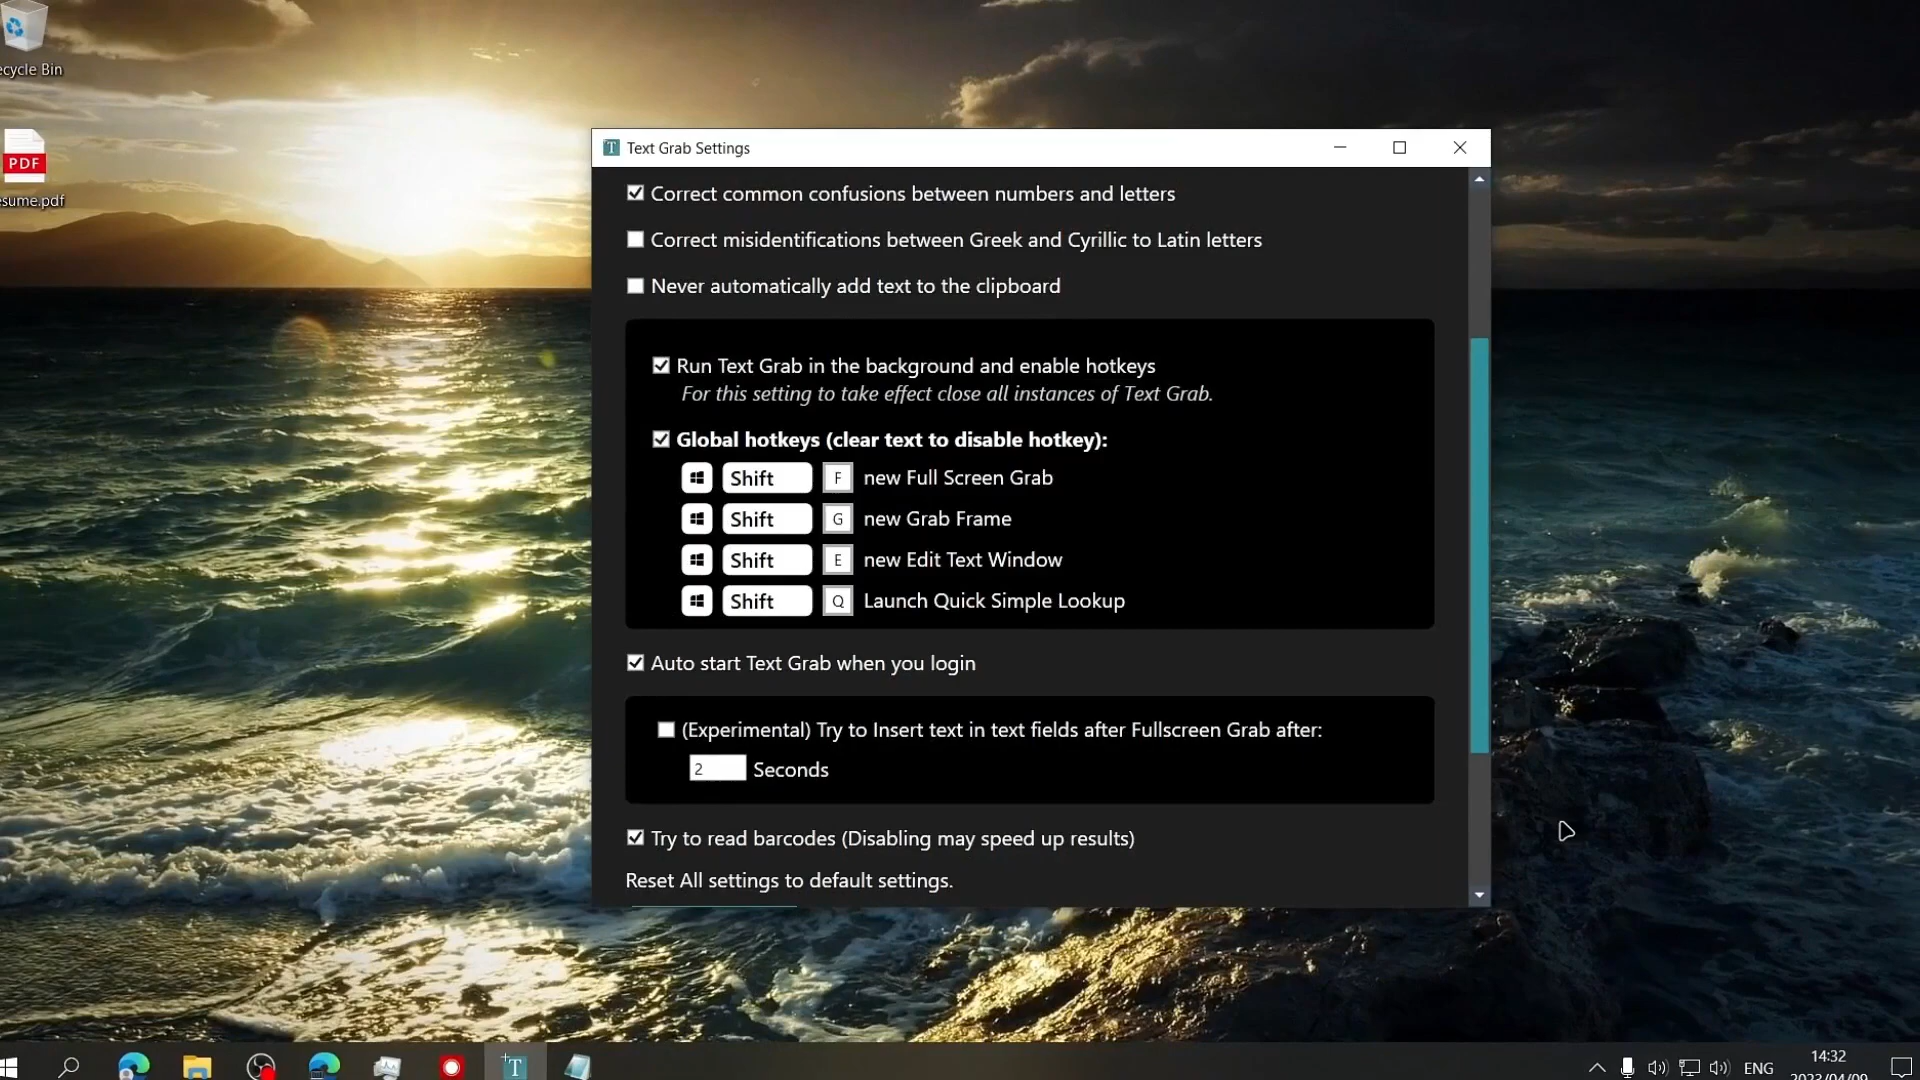 ecycle Bin
PDF
sume.pdf
Text Grab Settings
Correct common confusions between numbers and letters
Correct misidentifications between Greek and Cyrillic to Latin letters
Never automatically add text to the clipboard
Run Text Grab in the background and enable hotkeys
For this setting to take effect close all instances of Text Grab.
Global hotkeys (clear text to disable hotkey):
Shift F new Full Screen Grab
Shift G new Grab Frame
Shift E new Edit Text Window
Shift Q Launch Quick Simple Lookup
Auto start Text Grab when you login
(Experimental) Try to Insert text in text fields after Fullscreen Grab after:
2 Seconds
Try to read barcodes (Disabling may speed up results)
Reset All settings to default settings.
T
ENG
14:32
2023/04/09